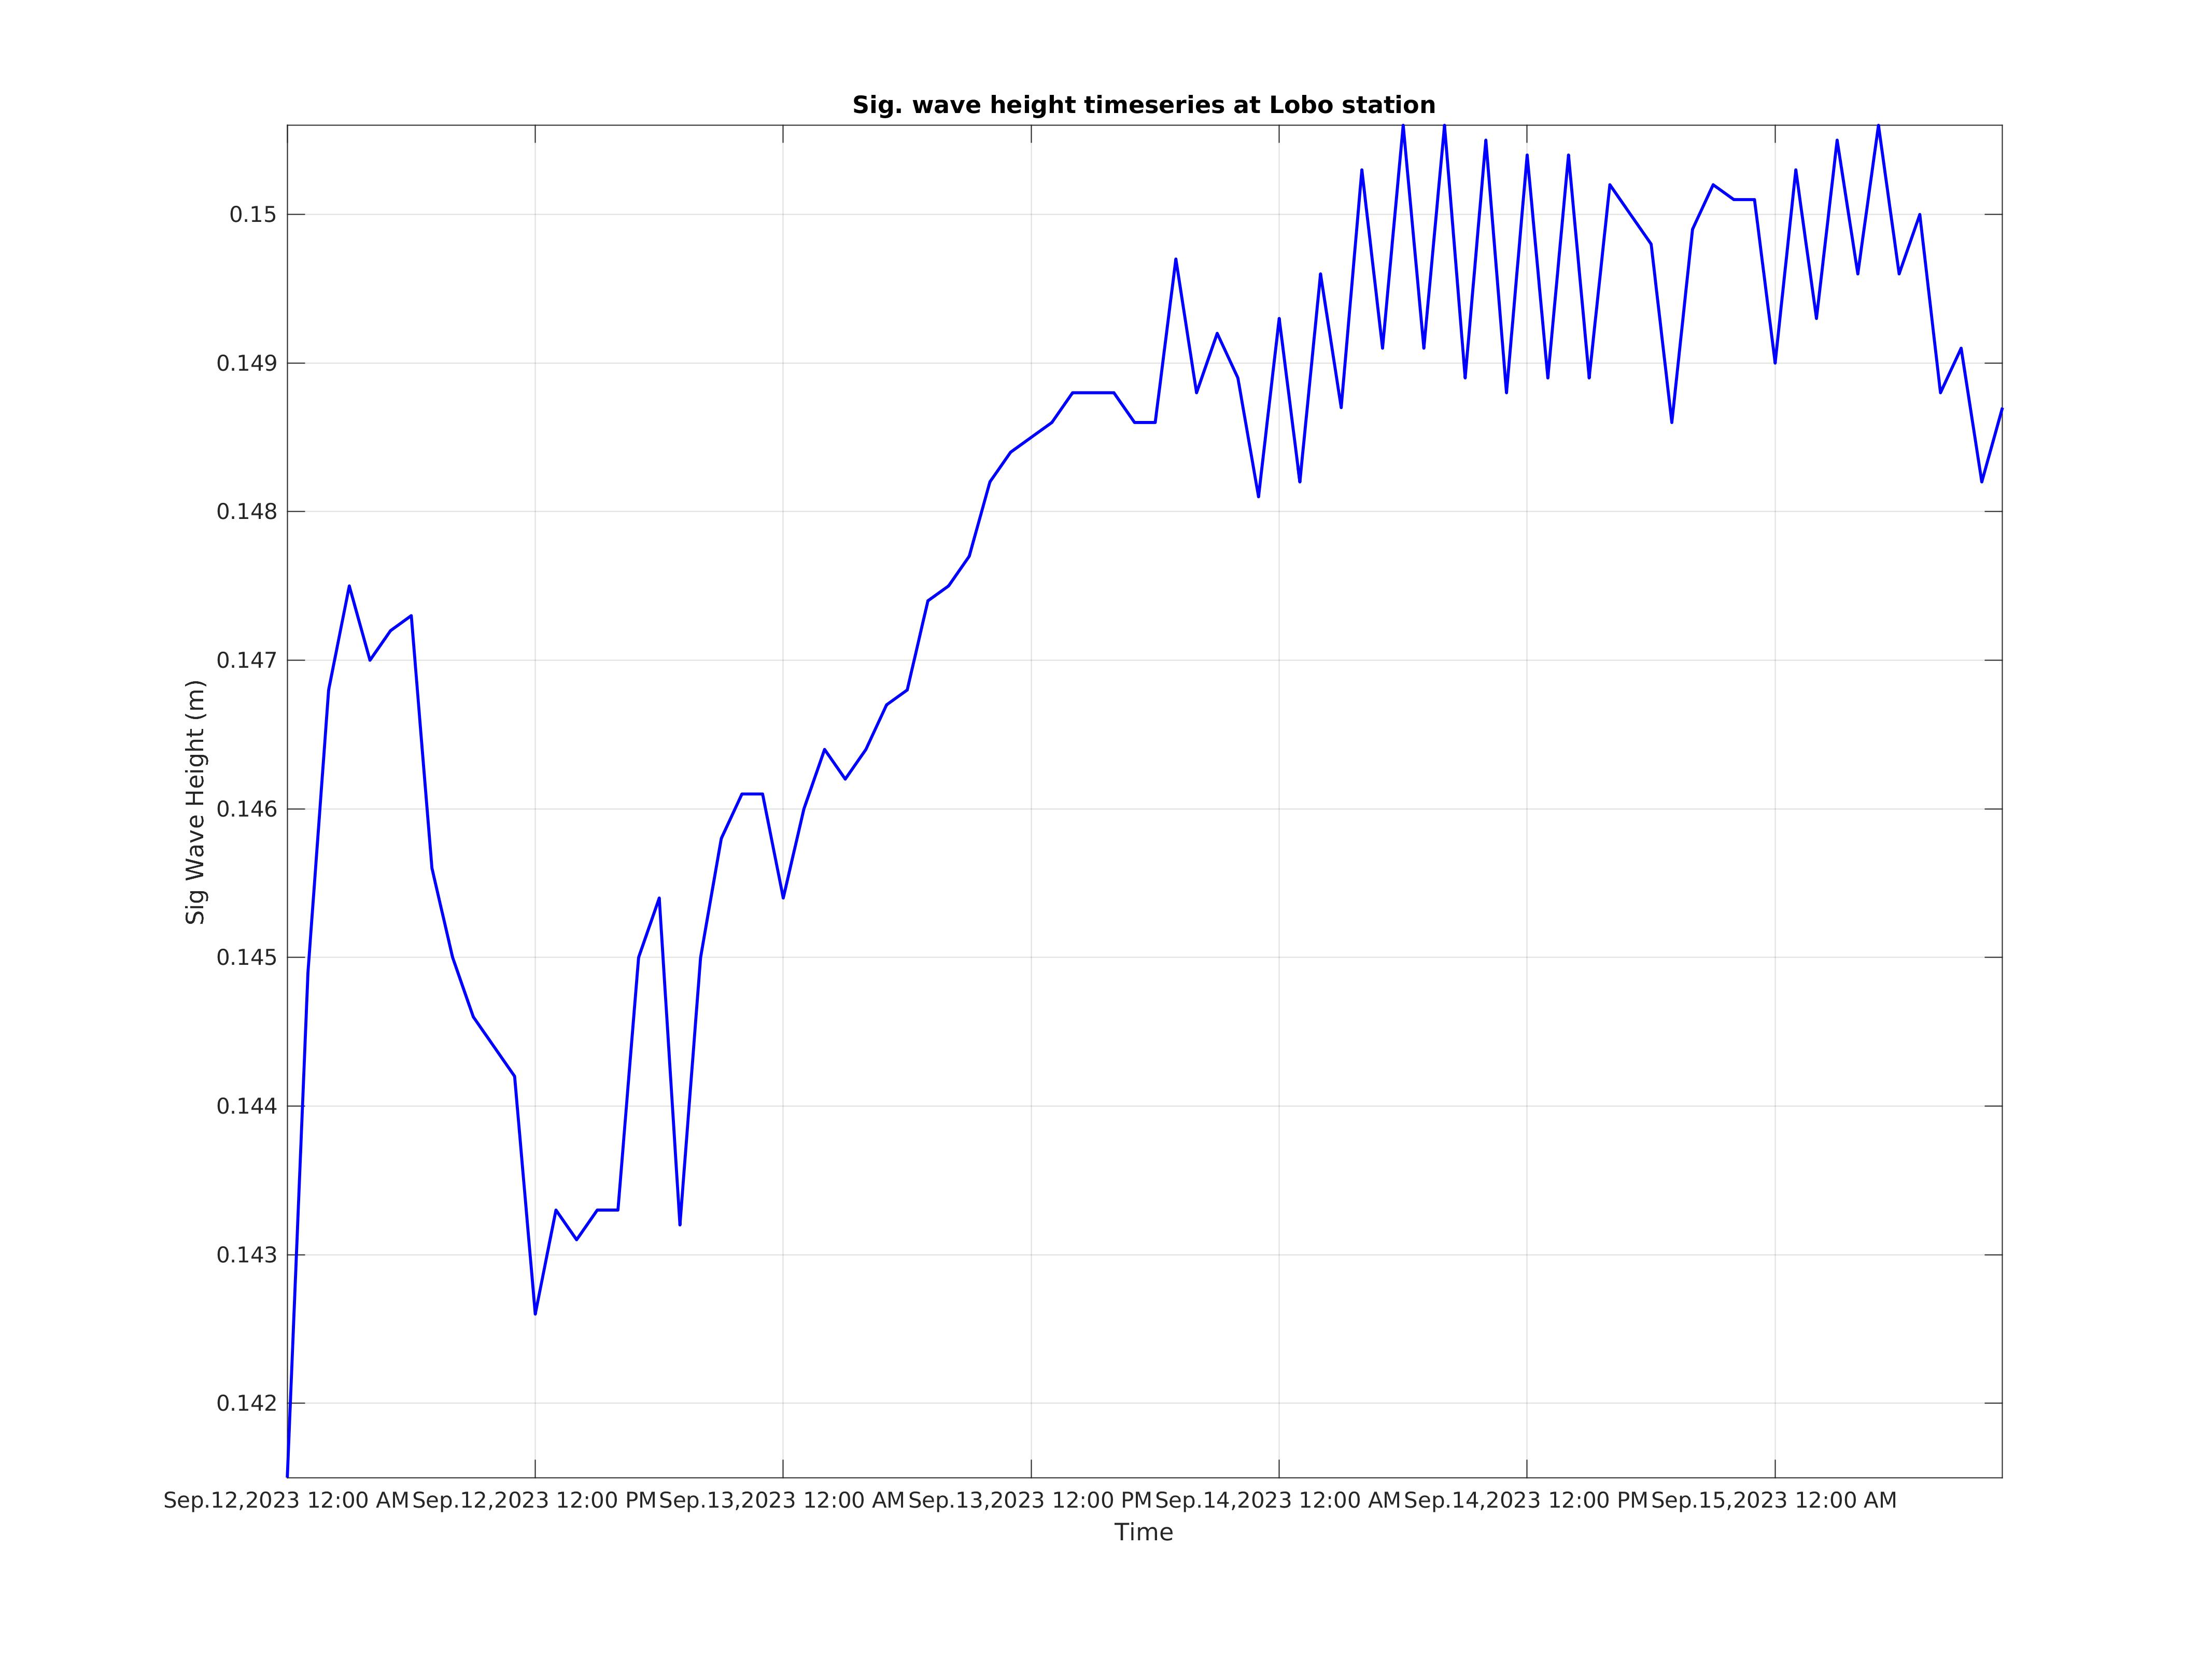 Sig. wave height timeseries at Lobo station
Sig Wave Height (m)
0.15
0.149
0.148
0.147
0.146
0.145
0.144
0.143
0.142
Sep.12,2023 12:00 AM Sep.12,2023 12:00 PM Sep.13,2023 12:00 AM Sep.13,2023 12:00 PM Sep.14,2023 12:00 AM Sep.14,2023 12:00 PM Sep.15,2023 12:00 AM
Time